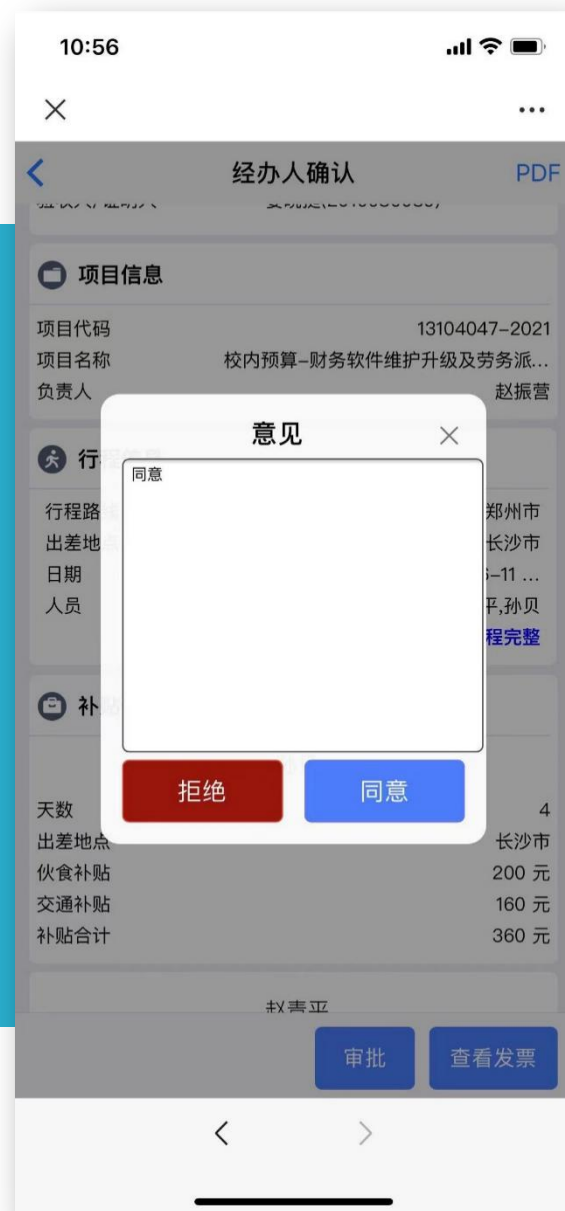 10:56
经办人确认
PDF
项目信息
项目代码 13104047-2021
项目名称 校内预算-财务软件维护升级及劳务派...
负责人 赵振营
意见
同意
行
行程路 郑州市
出差地 长沙市
日期 -11 ...
人员 平,孙贝
程完整
补
拒绝 同意
天数 4
出差地点 长沙市
伙食补贴 200 元
交通补贴 160 元
补贴合计 360 元
审批 查看发票